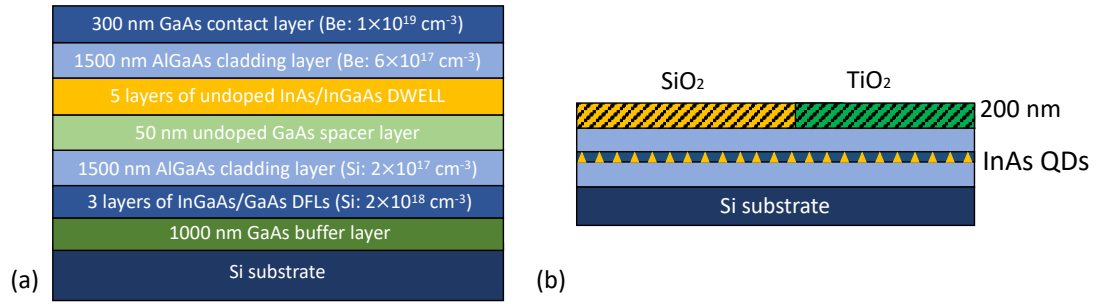 300 nm GaAs contact layer (Be: 1×10¹⁹ cm⁻³)
1500 nm AlGaAs cladding layer (Be: 6×10¹⁷ cm⁻³)
5 layers of undoped InAs/InGaAs DWELL
50 nm undoped GaAs spacer layer
1500 nm AlGaAs cladding layer (Si: 2×10¹⁷ cm⁻³)
3 layers of InGaAs/GaAs DFLs (Si: 2×10¹⁸ cm⁻³)
1000 nm GaAs buffer layer
Si substrate
(a)
SiO₂
TiO₂
200 nm
InAs QDs
Si substrate
(b)